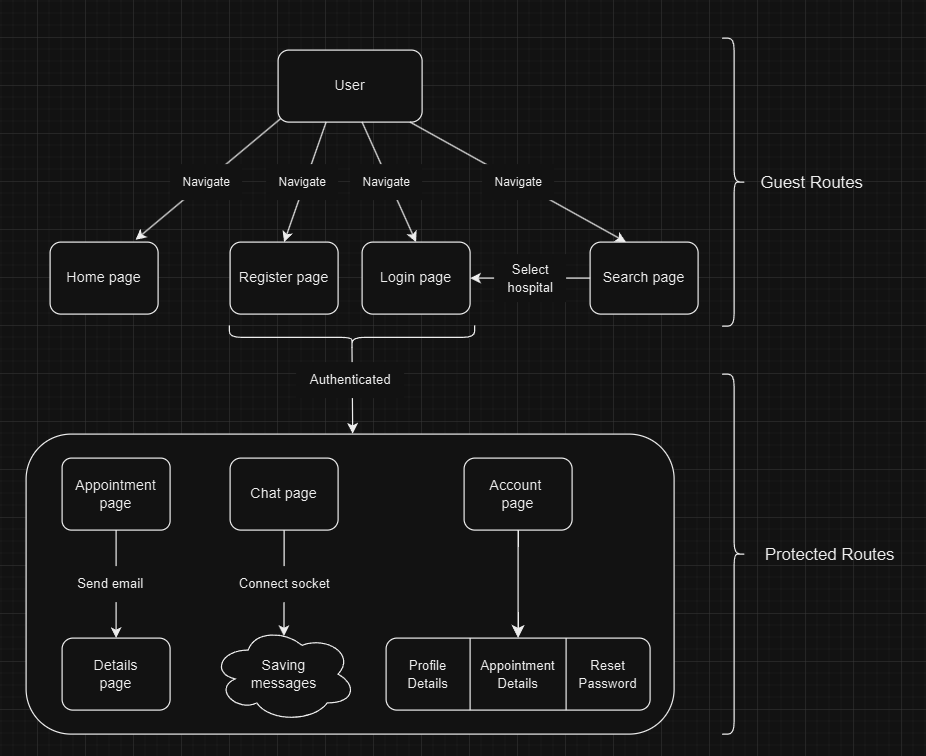 User
Navigate
Navigate
Navigate
Navigate
Guest Routes
Home page
Register page
Login page
Select
hospital
Search page
Authenticated
Appointment
page
Chat page
Account
page
Protected Routes
Send email
Connect socket
Details
page
Saving
messages
Profile
Details
Appointment
Details
Reset
Password